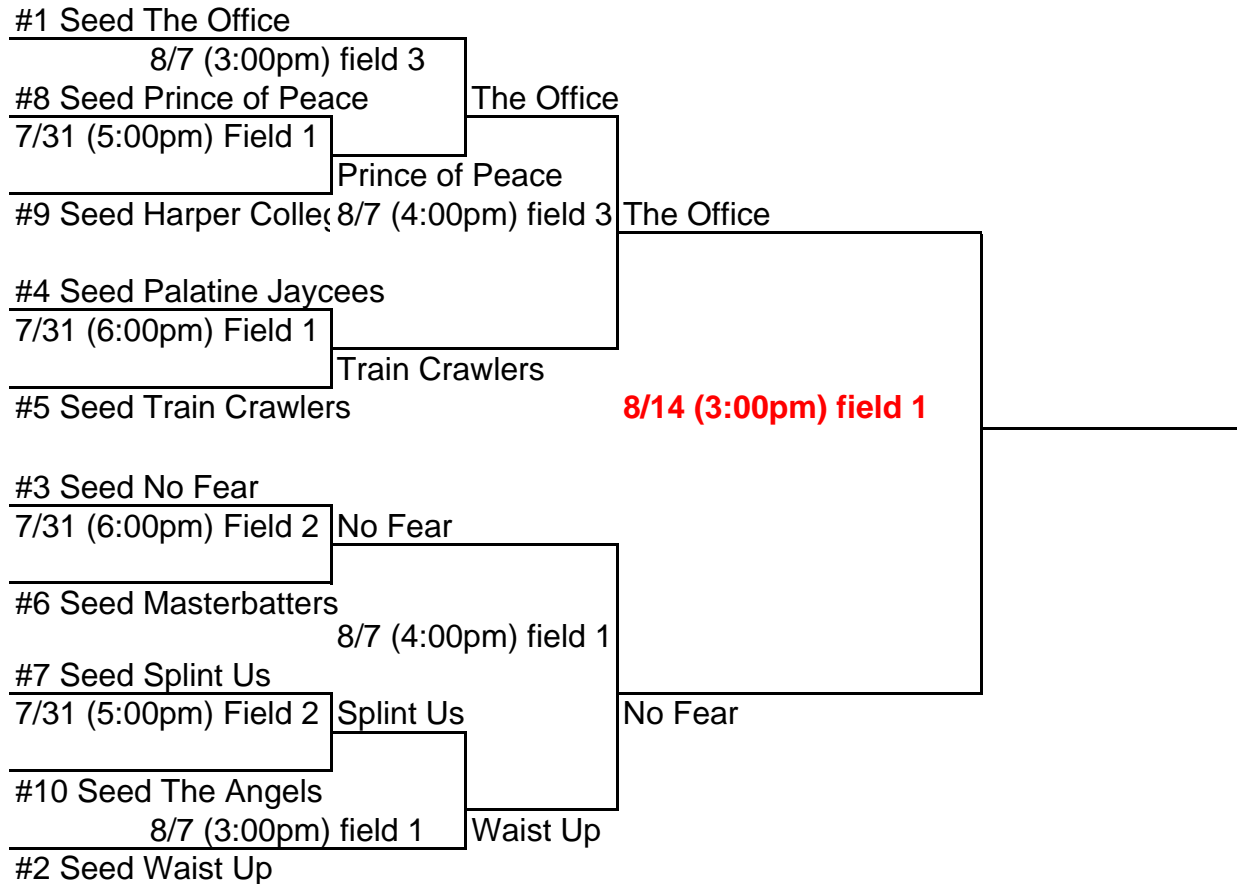 #1 Seed The Office
8/7 (3:00pm) field 3
#8 Seed Prince of Peace
The Office
7/31 (5:00pm) Field 1
Prince of Peace
#9 Seed Harper Colleg
8/7 (4:00pm) field 3
The Office
#4 Seed Palatine Jaycees
7/31 (6:00pm) Field 1
Train Crawlers
#5 Seed Train Crawlers
8/14 (3:00pm) field 1
#3 Seed No Fear
7/31 (6:00pm) Field 2
No Fear
#6 Seed Masterbatters
8/7 (4:00pm) field 1
#7 Seed Splint Us
7/31 (5:00pm) Field 2
Splint Us
No Fear
#10 Seed The Angels
8/7 (3:00pm) field 1
Waist Up
#2 Seed Waist Up